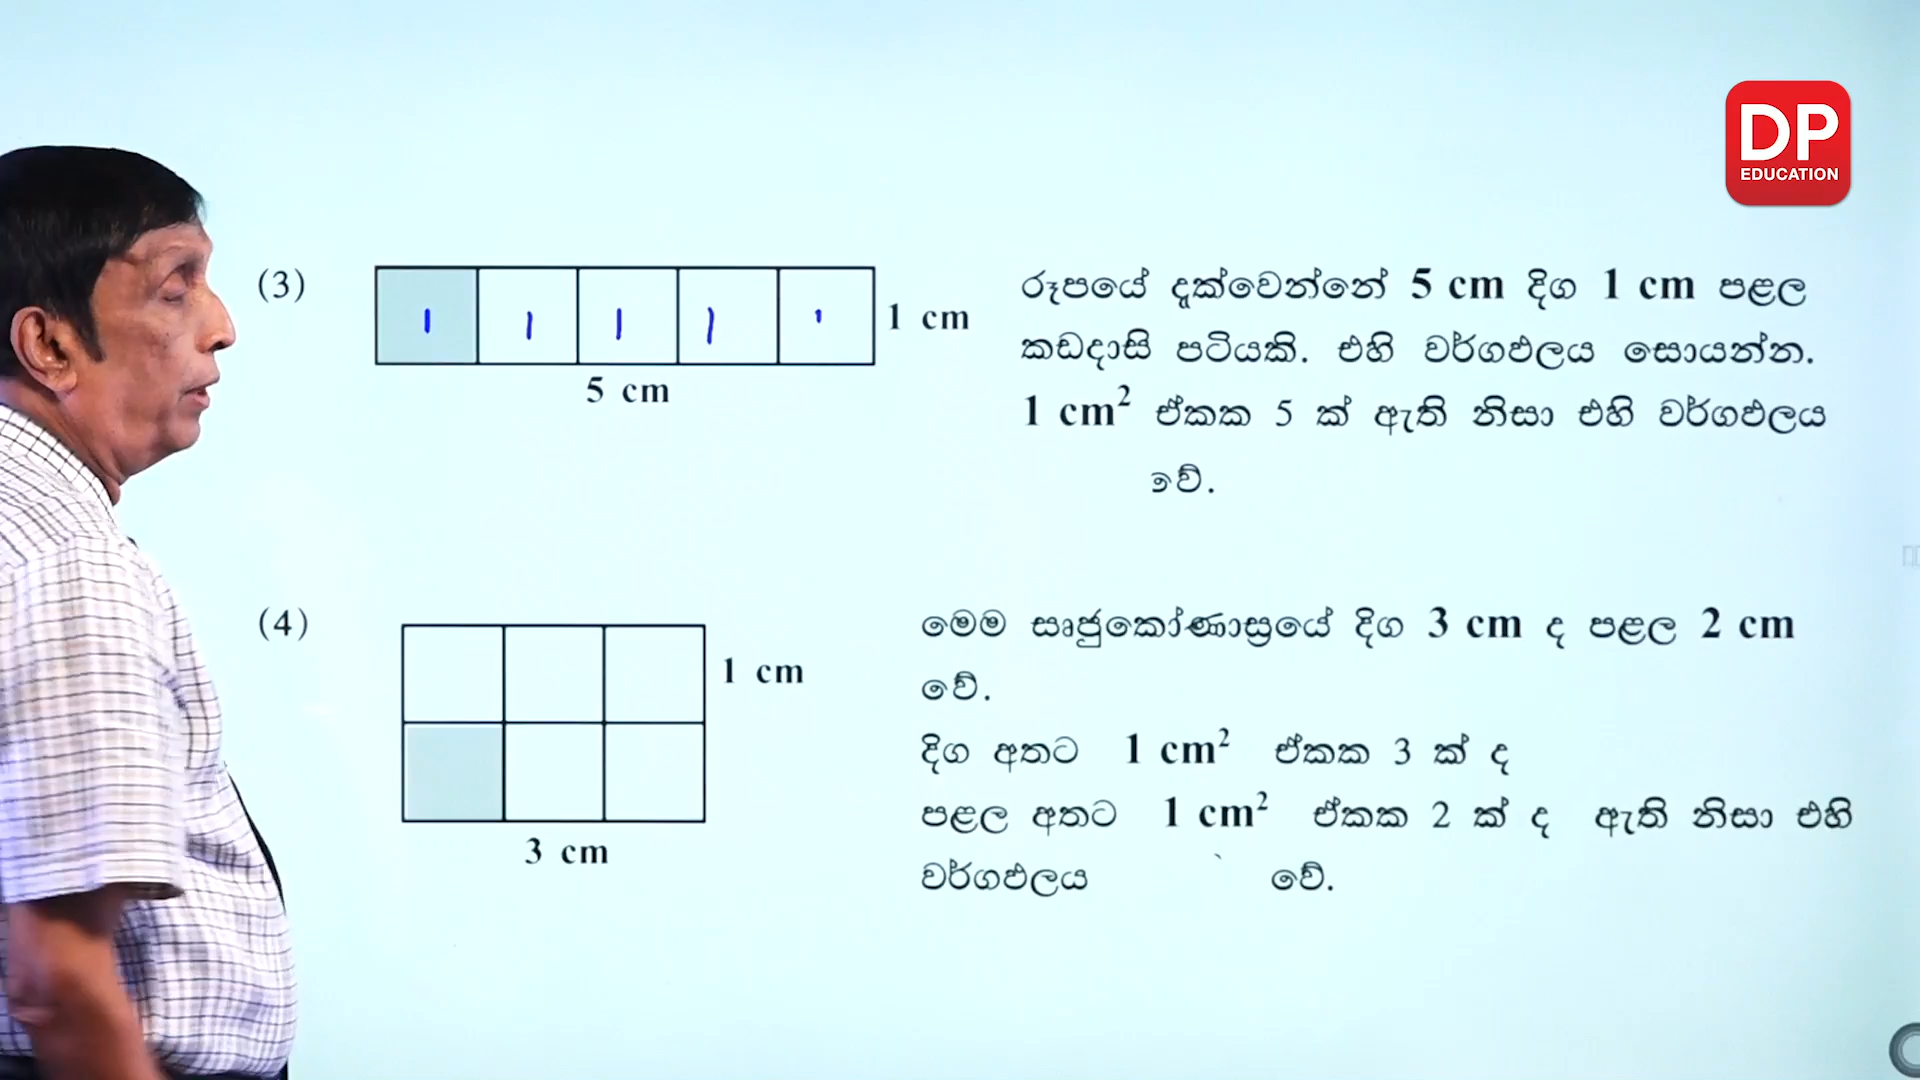 DP
EDUCATION
(3)
රූපයේ දැක්වෙන්නේ 5 cm දිග 1 cm පළල
1 cm
කඩදාසි පටියකි. එහි වර්ගඵලය සොයන්න.
5 cm
1 cm² ඒකක 5 ක් ඇති නිසා එහි වර්ගඵලය
වේ.
(4)
මෙම සෘජුකෝණාස්‍රයේ දිග 3 cm ද පළල 2 cm
1 cm
වේ.
දිග අතට 1 cm² ඒකක 3 ක් ද
පළල අතට 1 cm² ඒකක 2 ක් ද ඇති නිසා එහි
3 cm
වර්ගඵලය වේ.